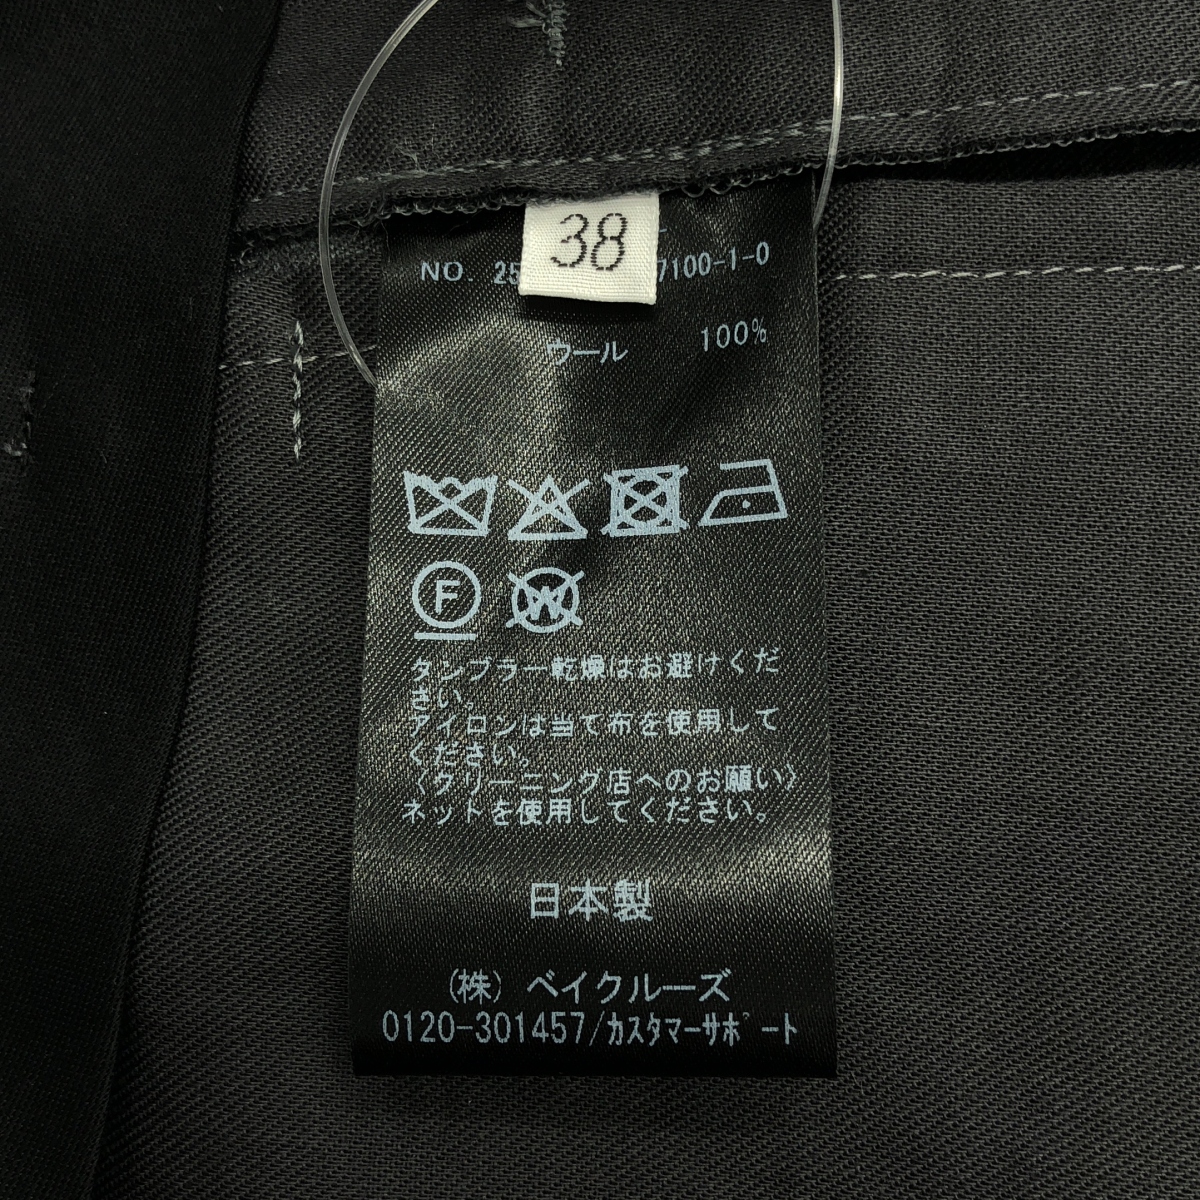 38
NO. 25 7100-1-0
ウール 100%
F
W
タンブラー乾燥はお避けくだ
さい。
アイロンは当て布を使用して
ください。
〈クリーニング店へのお願い〉
ネットを使用してください。
日本製
(株) ベイクルーズ
0120-301457/カスタマーサポート